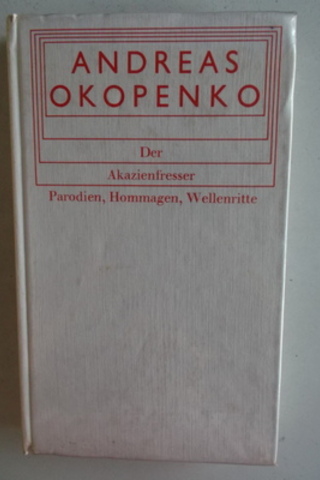 ANDREAS
OKOPENKO
Der
Akazienfresser
Parodien, Hommagen, Wellenritte